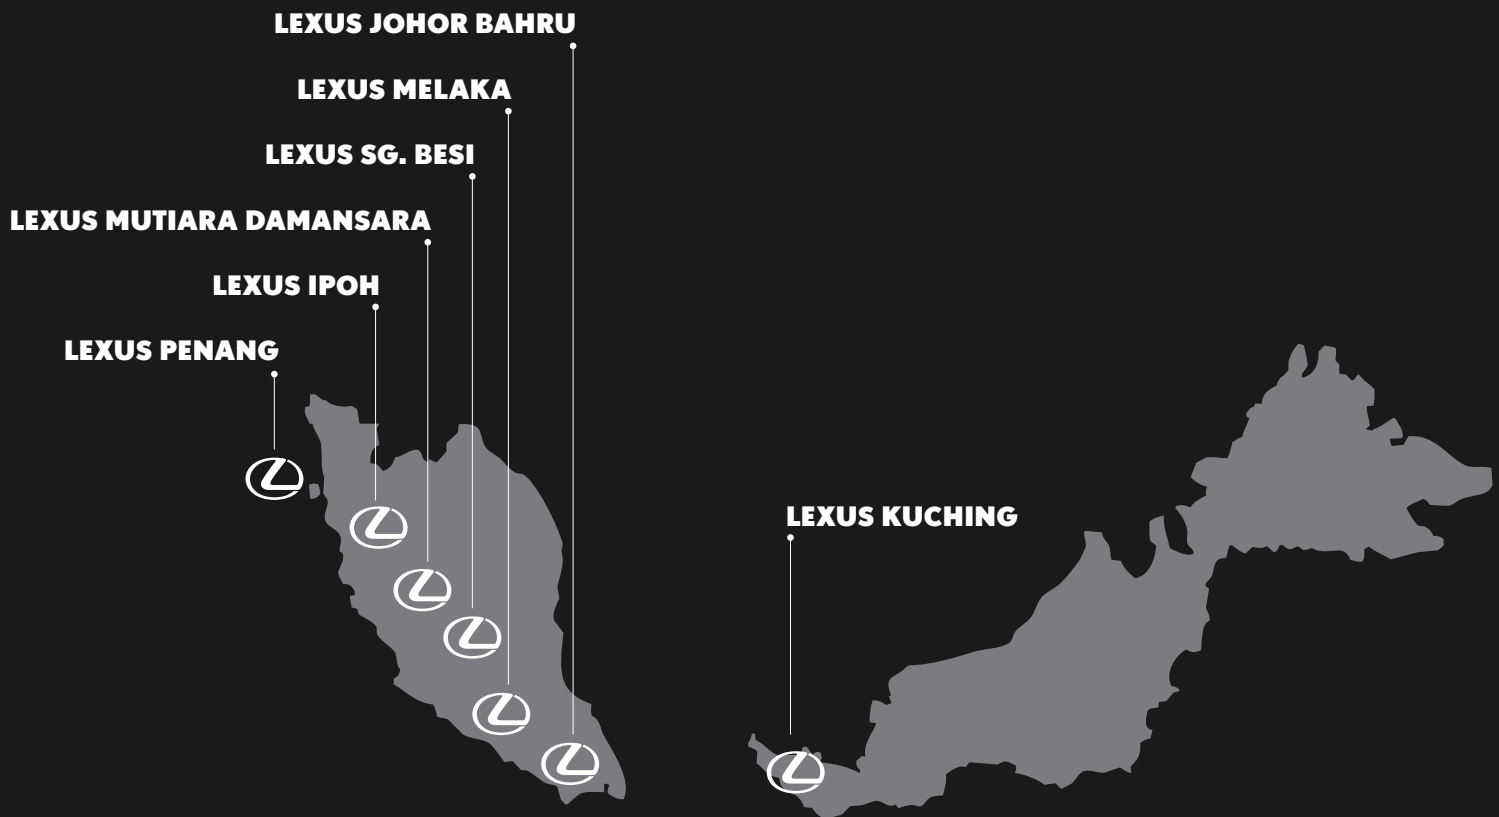 LEXUS JOHOR BAHRU
LEXUS MELAKA
LEXUS SG. BESI
LEXUS MUTIARA DAMANSARA
LEXUS IPOH
LEXUS PENANG
LEXUS KUCHING